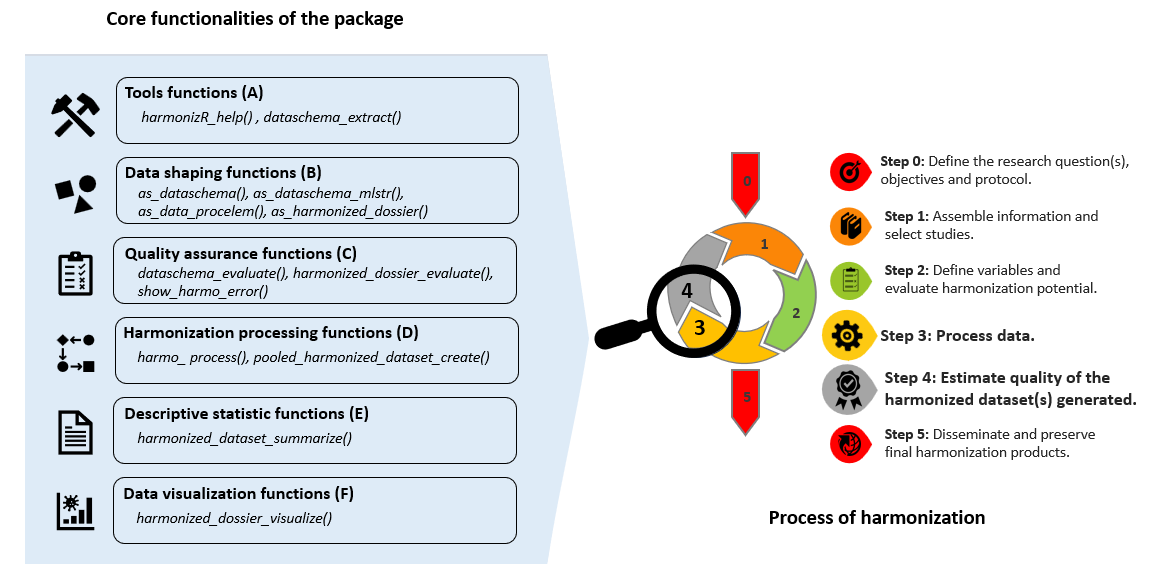 Core functionalities of the package
Tools functions (A)
harmonizR_help() , dataschema_extract()
Data shaping functions (B)
as_dataschema(), as_dataschema_mlstr(),
as_data_procelem(), as_harmonized_dossier()
Quality assurance functions (C)
dataschema_evaluate(), harmonized_dossier_evaluate(),
show_harmo_error()
Harmonization processing functions (D)
harmo_ process(), pooled_harmonized_dataset_create()
Descriptive statistic functions (E)
harmonized_dataset_summarize()
Data visualization functions (F)
harmonized_dossier_visualize()
0
1
2
3
4
5
Step 0: Define the research question(s),
objectives and protocol.
Step 1: Assemble information and
select studies.
Step 2: Define variables and
evaluate harmonization potential.
Step 3: Process data.
Step 4: Estimate quality of the
harmonized dataset(s) generated.
Step 5: Disseminate and preserve
final harmonization products.
Process of harmonization